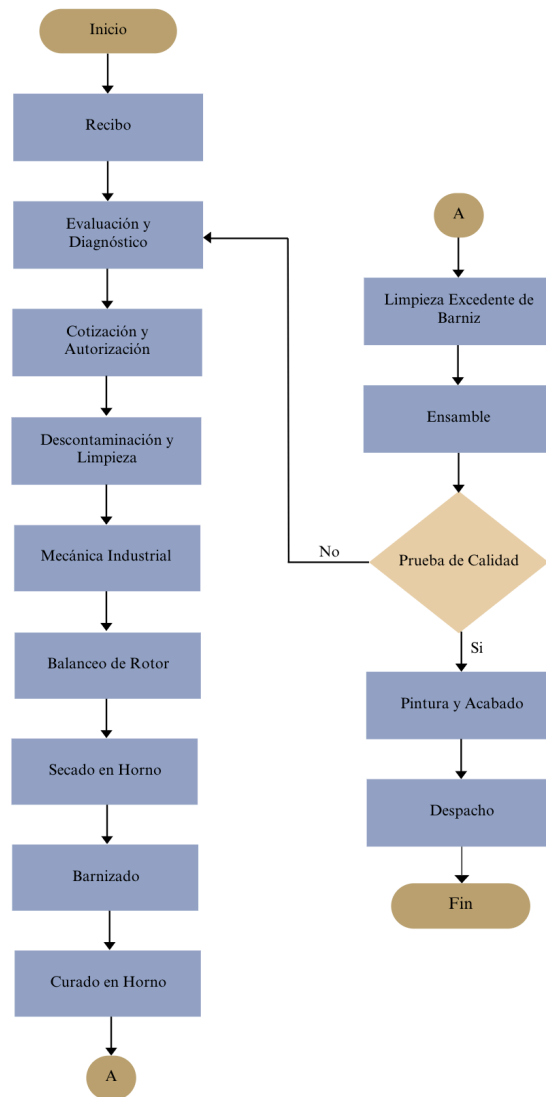 Inicio
Recibo
Evaluación y
Diagnóstico
Cotización y
Autorización
Descontaminación y
Limpieza
Mecánica Industrial
Balanceo de Rotor
Secado en Horno
Barnizado
Curado en Horno
A
A
Limpieza Excedente de
Barniz
Ensamble
Prueba de Calidad
No
Si
Pintura y Acabado
Despacho
Fin